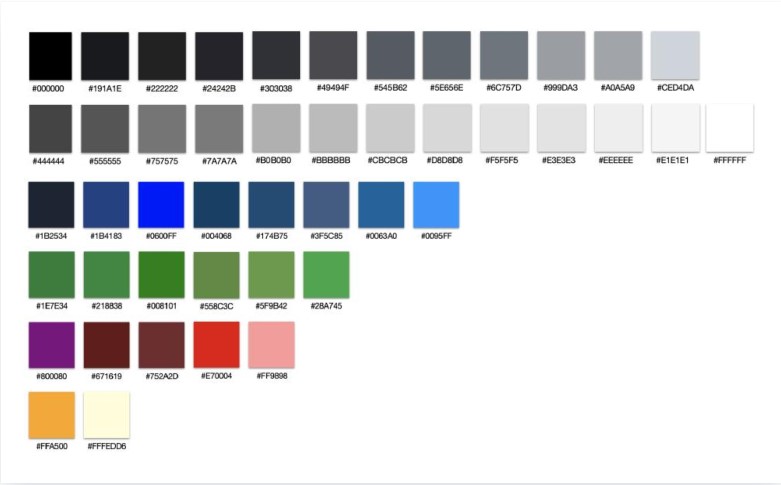 #000000 #191A1E #222222 #24242B #303038 #49494F #545B62 #5E656E #6C757D #999DA3 #A0A5A9 #CED4DA
#444444 #555555 #757575 #7A7A7A #B0B0B0 #BBBBBB #CBCBCB #D8D8D8 #F5F5F5 #E3E3E3 #EEEEEE #E1E1E1 #FFFFFF
#1B2534 #1B4183 #0600FF #004068 #174B75 #3F5C85 #0063A0 #0095FF
#1E7E34 #218838 #008101 #558C3C #5F9B42 #28A745
#800080 #671619 #752A2D #E70004 #FF9898
#FFA500 #FFFEDD6